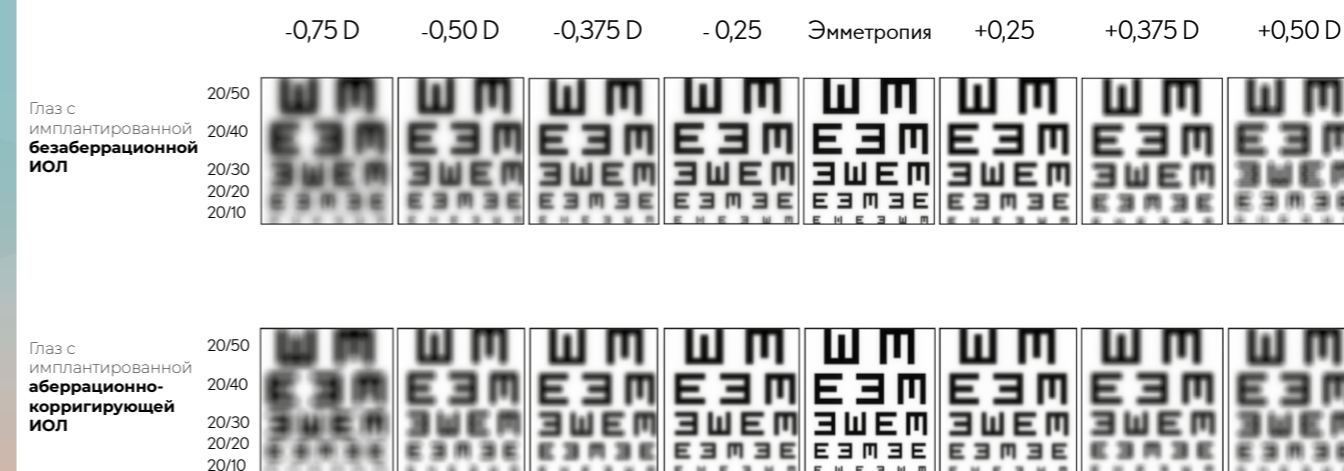 -0,75 D -0,50 D -0,375 D - 0,25 Эмметропия +0,25 +0,375 D +0,50 D
Глаз с
имплантированной
безаберрационной
ИОЛ
20/50
20/40
20/30
20/20
20/10
Глаз с
имплантированной
аберрационно-
корригирующей
ИОЛ
20/50
20/40
20/30
20/20
20/10